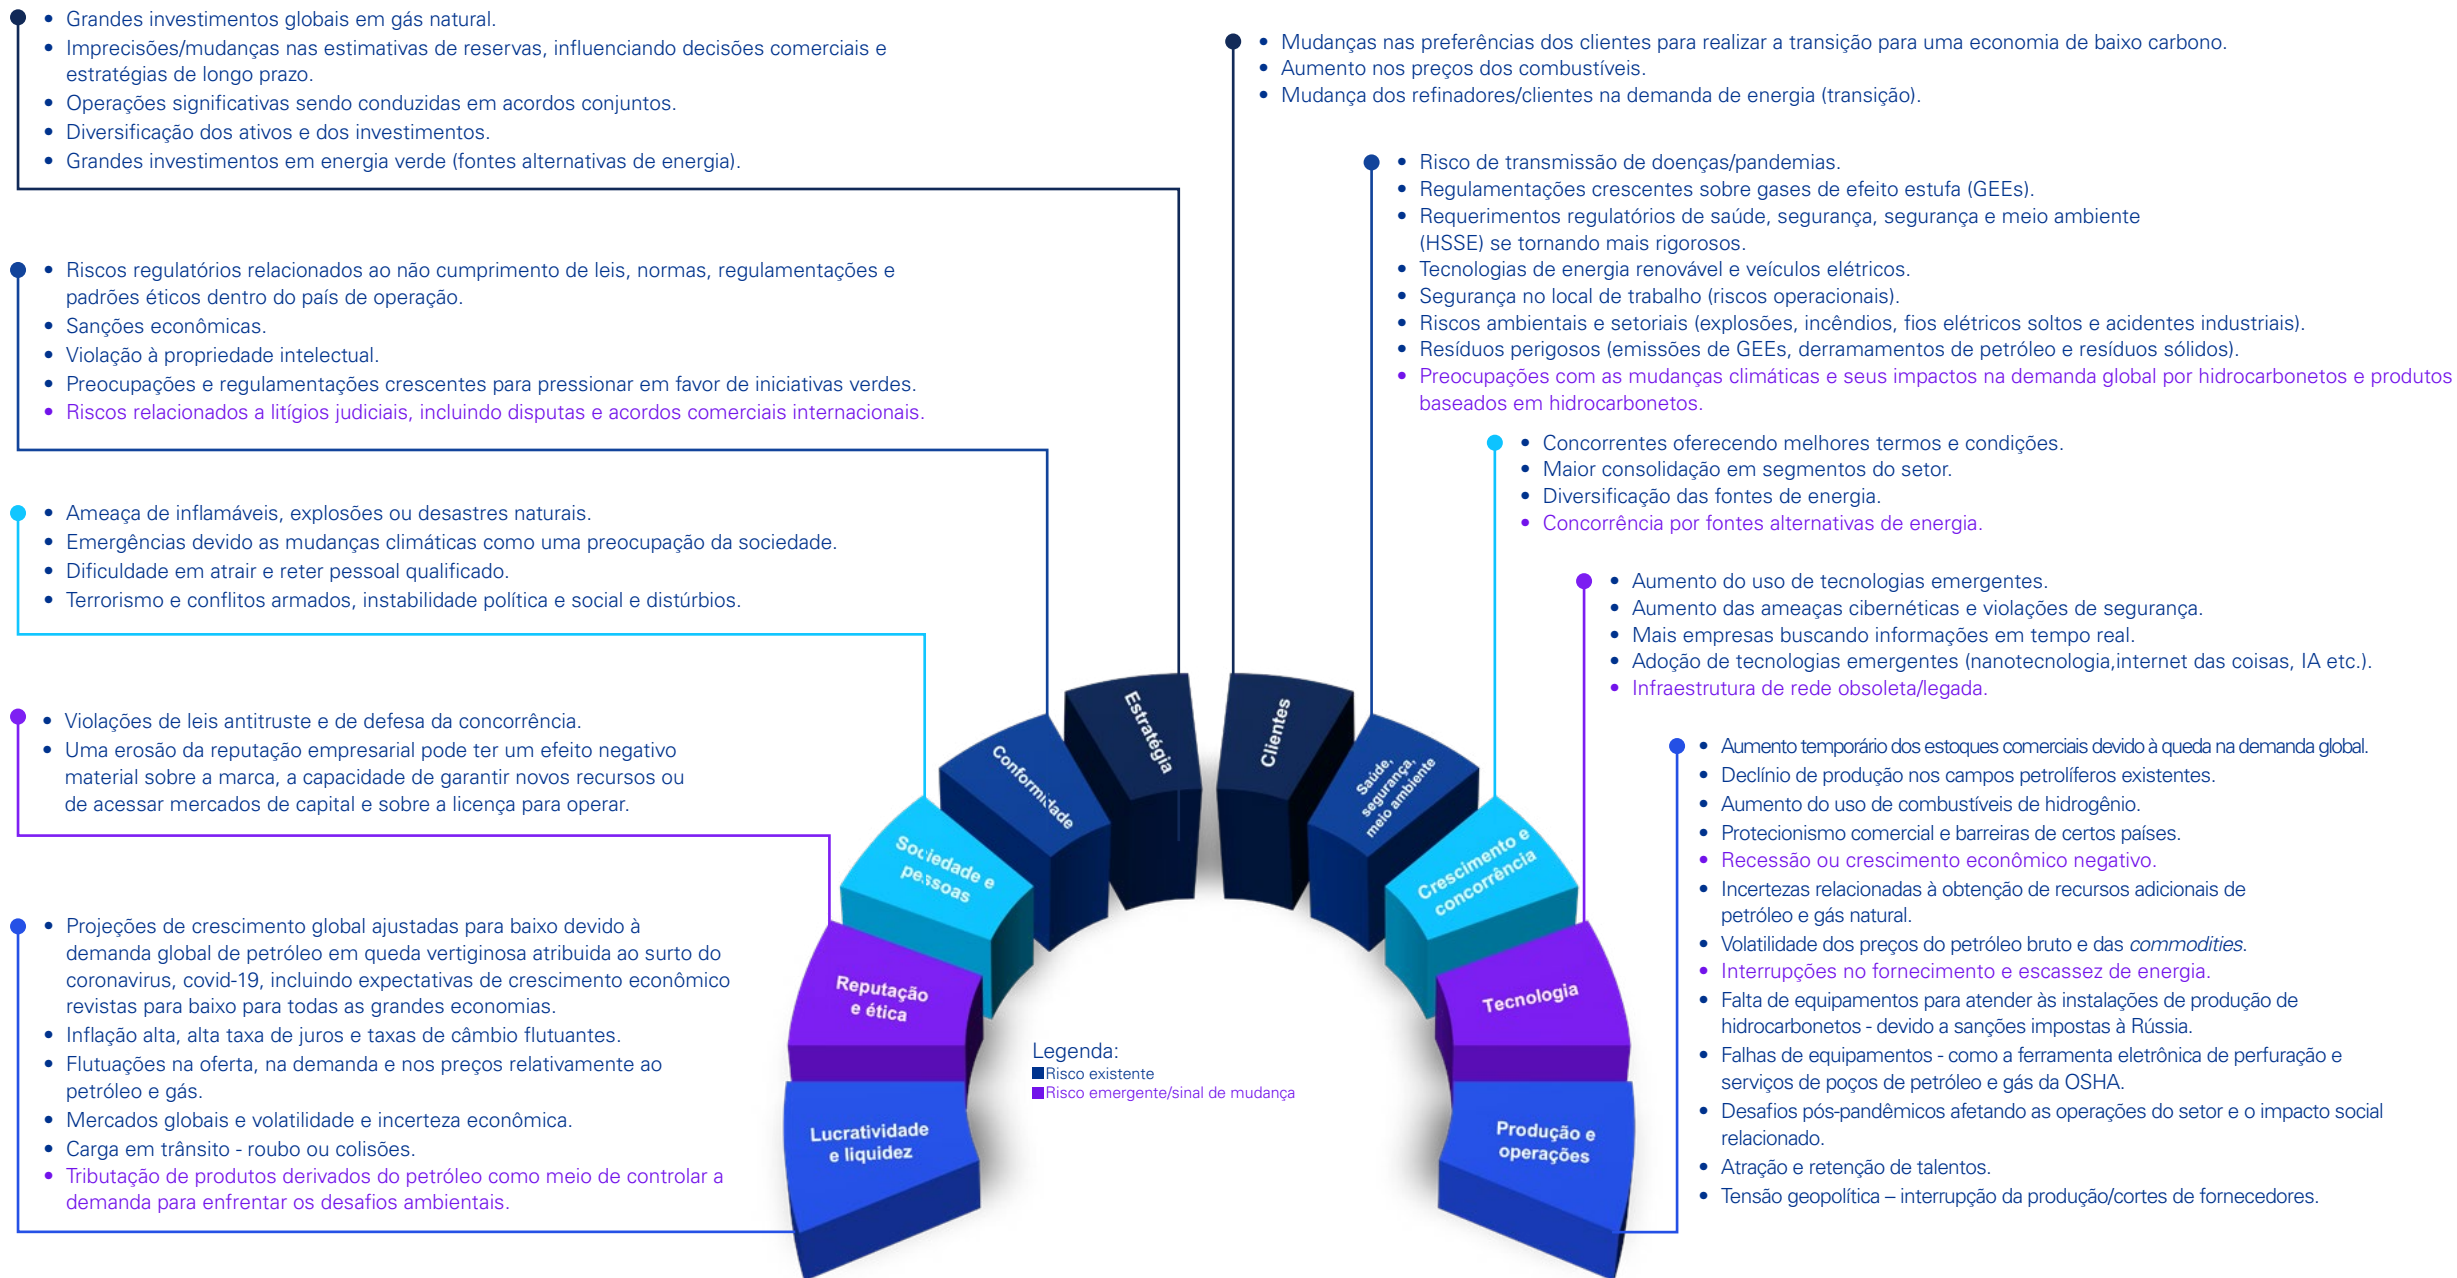 Grandes investimentos globais em gás natural.
Imprecisões/mudanças nas estimativas de reservas, influenciando decisões comerciais e
estratégias de longo prazo.
Operações significativas sendo conduzidas em acordos conjuntos.
Diversificação dos ativos e dos investimentos.
Grandes investimentos em energia verde (fontes alternativas de energia).
Riscos regulatórios relacionados ao não cumprimento de leis, normas, regulamentações e
padrões éticos dentro do país de operação.
Sanções econômicas.
Violação à propriedade intelectual.
Preocupações e regulamentações crescentes para pressionar em favor de iniciativas verdes.
Riscos relacionados a litígios judiciais, incluindo disputas e acordos comerciais internacionais.
Ameaça de inflamáveis, explosões ou desastres naturais.
Emergências devido as mudanças climáticas como uma preocupação da sociedade.
Dificuldade em atrair e reter pessoal qualificado.
Terrorismo e conflitos armados, instabilidade política e social e distúrbios.
Violações de leis antitruste e de defesa da concorrência.
Uma erosão da reputação empresarial pode ter um efeito negativo
material sobre a marca, a capacidade de garantir novos recursos ou
de acessar mercados de capital e sobre a licença para operar.
Projeções de crescimento global ajustadas para baixo devido à
demanda global de petróleo em queda vertiginosa atribuida ao surto do
coronavirus, covid-19, incluindo expectativas de crescimento econômico
revistas para baixo para todas as grandes economias.
Inflação alta, alta taxa de juros e taxas de câmbio flutuantes.
Flutuações na oferta, na demanda e nos preços relativamente ao
petróleo e gás.
Mercados globais e volatilidade e incerteza econômica.
Carga em trânsito - roubo ou colisões.
Tributação de produtos derivados do petróleo como meio de controlar a
demanda para enfrentar os desafios ambientais.
Mudanças nas preferências dos clientes para realizar a transição para uma economia de baixo carbono.
Aumento nos preços dos combustíveis.
Mudança dos refinadores/clientes na demanda de energia (transição).
Risco de transmissão de doenças/pandemias.
Regulamentações crescentes sobre gases de efeito estufa (GEEs).
Requerimentos regulatórios de saúde, segurança, segurança e meio ambiente
(HSSE) se tornando mais rigorosos.
Tecnologias de energia renovável e veículos elétricos.
Segurança no local de trabalho (riscos operacionais).
Riscos ambientais e setoriais (explosões, incêndios, fios elétricos soltos e acidentes industriais).
Resíduos perigosos (emissões de GEEs, derramamentos de petróleo e resíduos sólidos).
Preocupações com as mudanças climáticas e seus impactos na demanda global por hidrocarbonetos e produtos
baseados em hidrocarbonetos.
Concorrentes oferecendo melhores termos e condições.
Maior consolidação em segmentos do setor.
Diversificação das fontes de energia.
Concorrência por fontes alternativas de energia.
Aumento do uso de tecnologias emergentes.
Aumento das ameaças cibernéticas e violações de segurança.
Mais empresas buscando informações em tempo real.
Adoção de tecnologias emergentes (nanotecnologia,internet das coisas, IA etc.).
Infraestrutura de rede obsoleta/legada.
Aumento temporário dos estoques comerciais devido à queda na demanda global.
Declínio de produção nos campos petrolíferos existentes.
Aumento do uso de combustíveis de hidrogênio.
Protecionismo comercial e barreiras de certos países.
Recessão ou crescimento econômico negativo.
Incertezas relacionadas à obtenção de recursos adicionais de
petróleo e gás natural.
Volatilidade dos preços do petróleo bruto e das commodities.
Interrupções no fornecimento e escassez de energia.
Falta de equipamentos para atender às instalações de produção de
hidrocarbonetos - devido a sanções impostas à Rússia.
Falhas de equipamentos - como a ferramenta eletrônica de perfuração e
serviços de poços de petróleo e gás da OSHA.
Desafios pós-pandêmicos afetando as operações do setor e o impacto social
relacionado.
Atração e retenção de talentos.
Tensão geopolítica – interrupção da produção/cortes de fornecedores.
Lucratividade
e liquidez
Reputação
e ética
Sociedade e
pessoas
Conformidade
Estratégia
Clientes
Saúde,
segurança,
meio ambiente
Crescimento e
concorrência
Tecnologia
Produção e
operações
Legenda:
Risco existente
Risco emergente/sinal de mudança